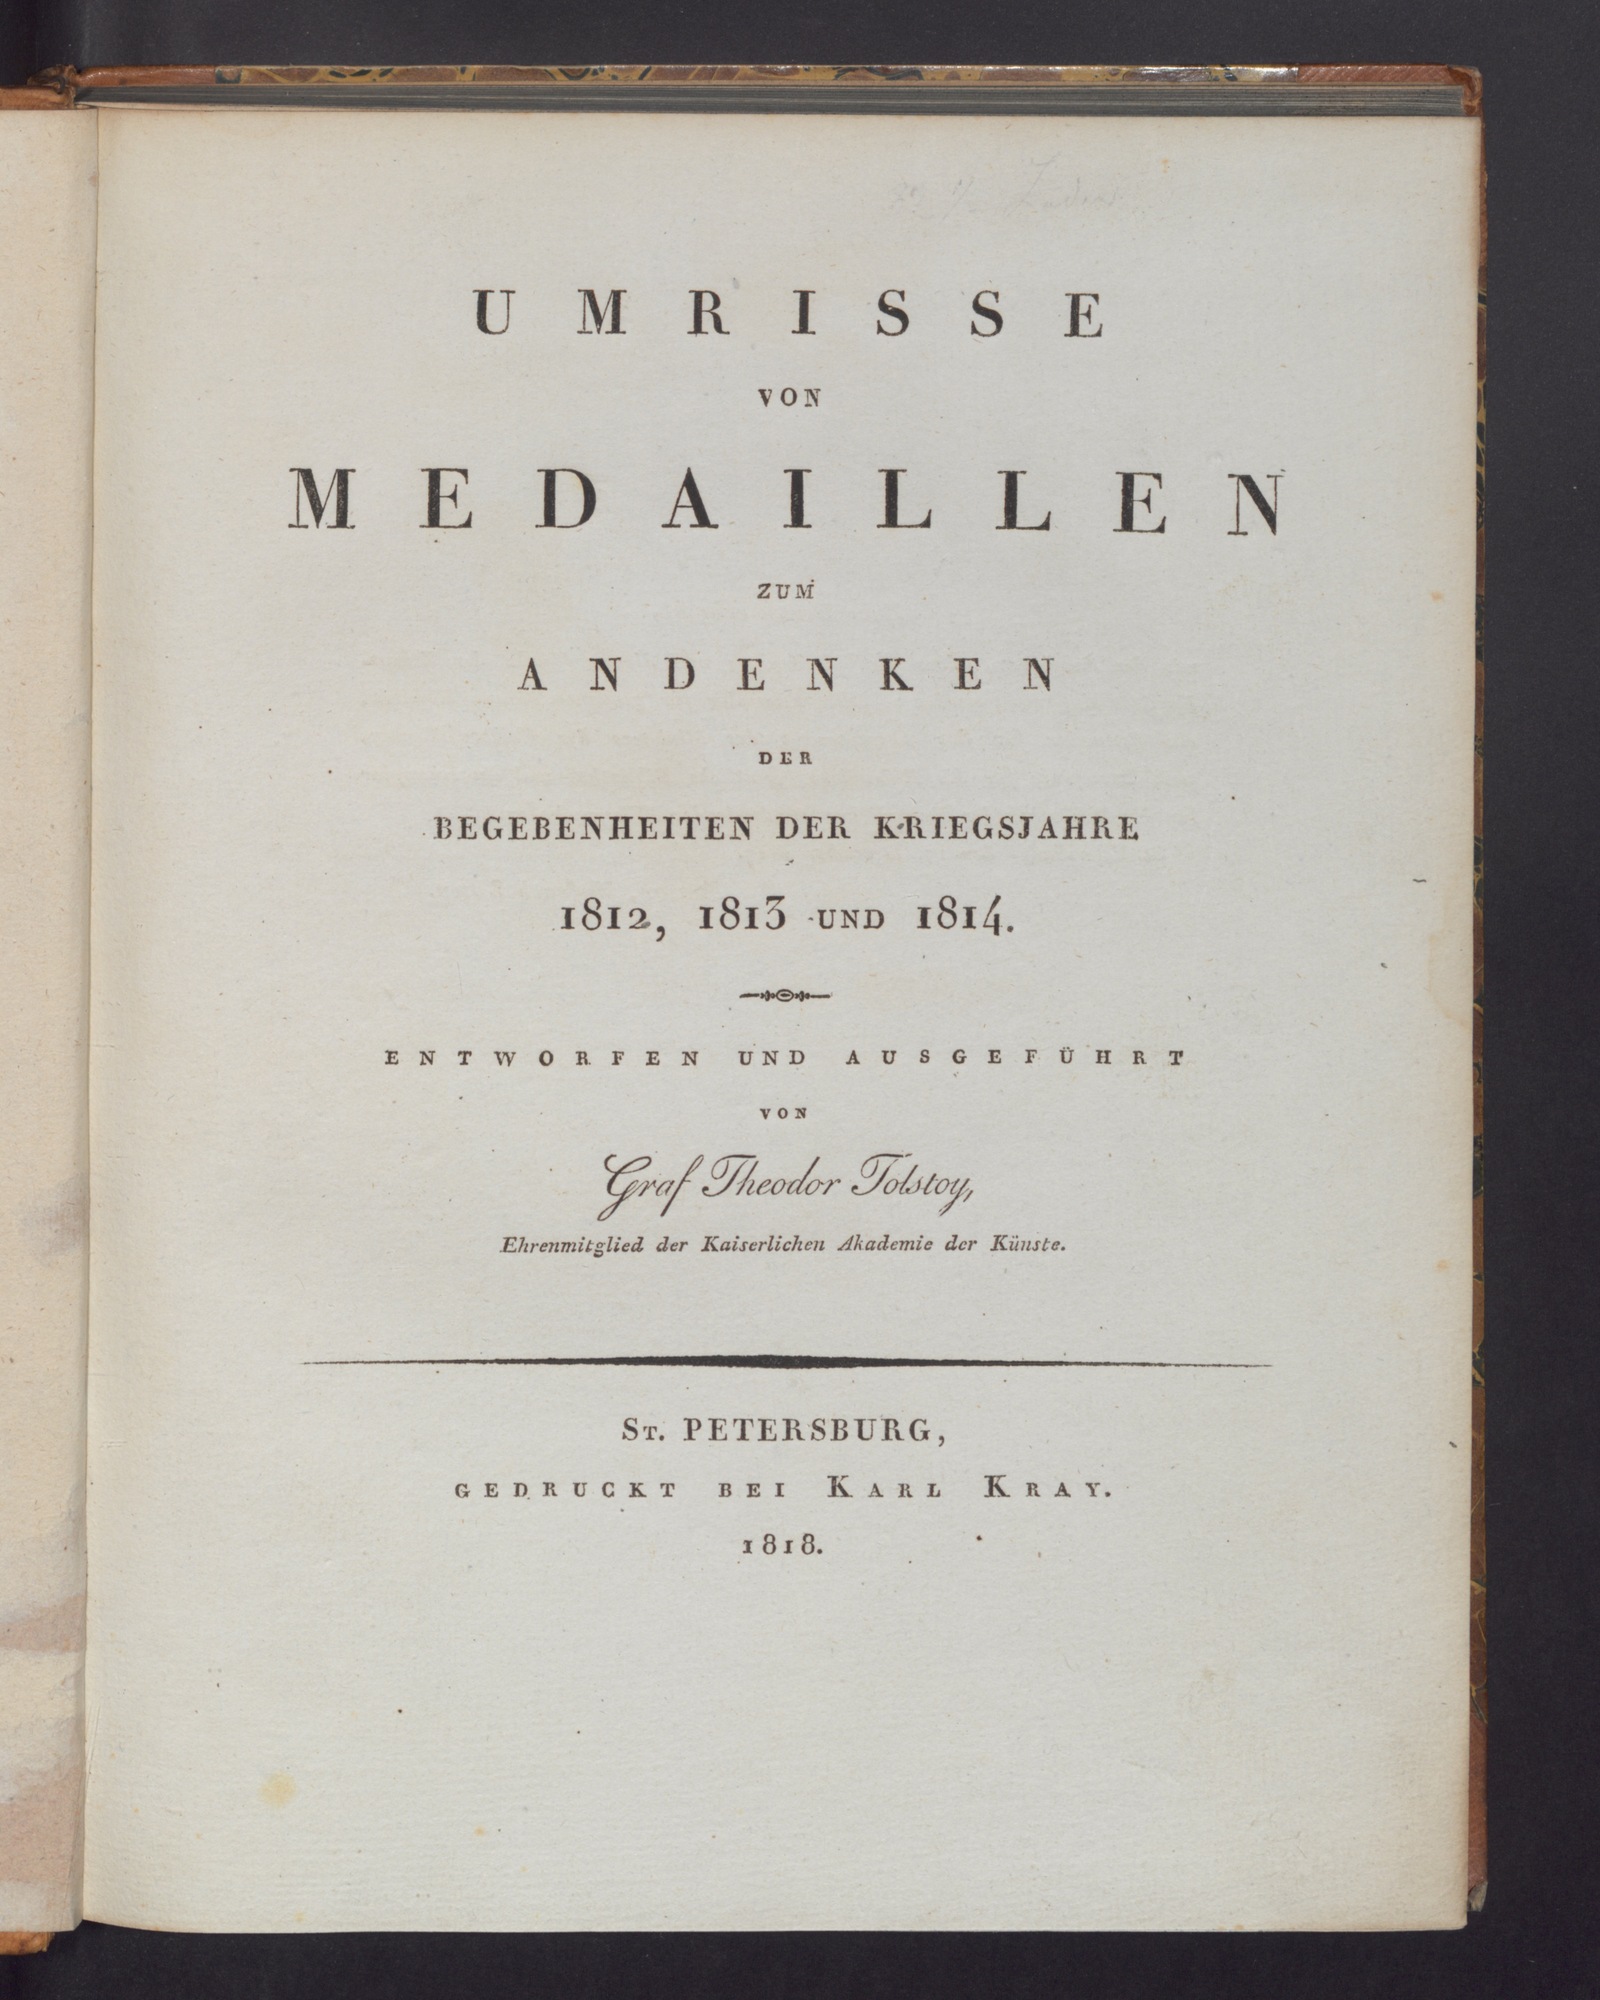 UMRISSE
VON
MEDAILLEN
ZUM
ANDENKEN
DER
BEGEBENHEITEN DER KRIEGSJAHRE
1812, 1813 UND 1814.
ENTWORFEN UND AUSGEFÜHRT
VON
Graf Theodor Tolstoy,
Ehrenmitglied der Kaiserlichen Akademie der Künste.
ST. PETERSBURG,
GEDRUCKT BEI KARL KRAY.
1818.